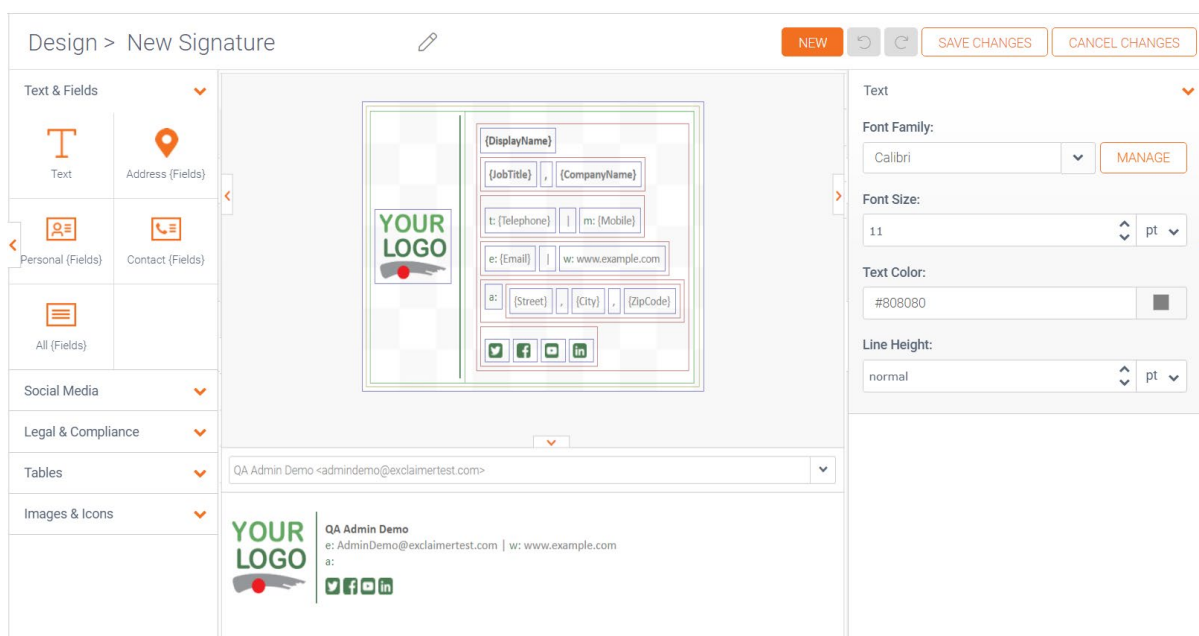 Design > New Signature
NEW
SAVE CHANGES
CANCEL CHANGES
Text & Fields
Text
Address {Fields}
Personal {Fields}
Contact {Fields}
All {Fields}
Social Media
Legal & Compliance
Tables
Images & Icons
YOUR
LOGO
{DisplayName}
{JobTitle} , {CompanyName}
t: {Telephone} | m: {Mobile}
e: {Email} | w: www.example.com
a: {Street} , {City} , {ZipCode}
QA Admin Demo <admindemo@exclaimertest.com>
YOUR
LOGO
QA Admin Demo
e: AdminDemo@exclaimertest.com | w: www.example.com
a:
Text
Font Family:
Calibri
MANAGE
Font Size:
11 pt
Text Color:
#808080
Line Height:
normal pt